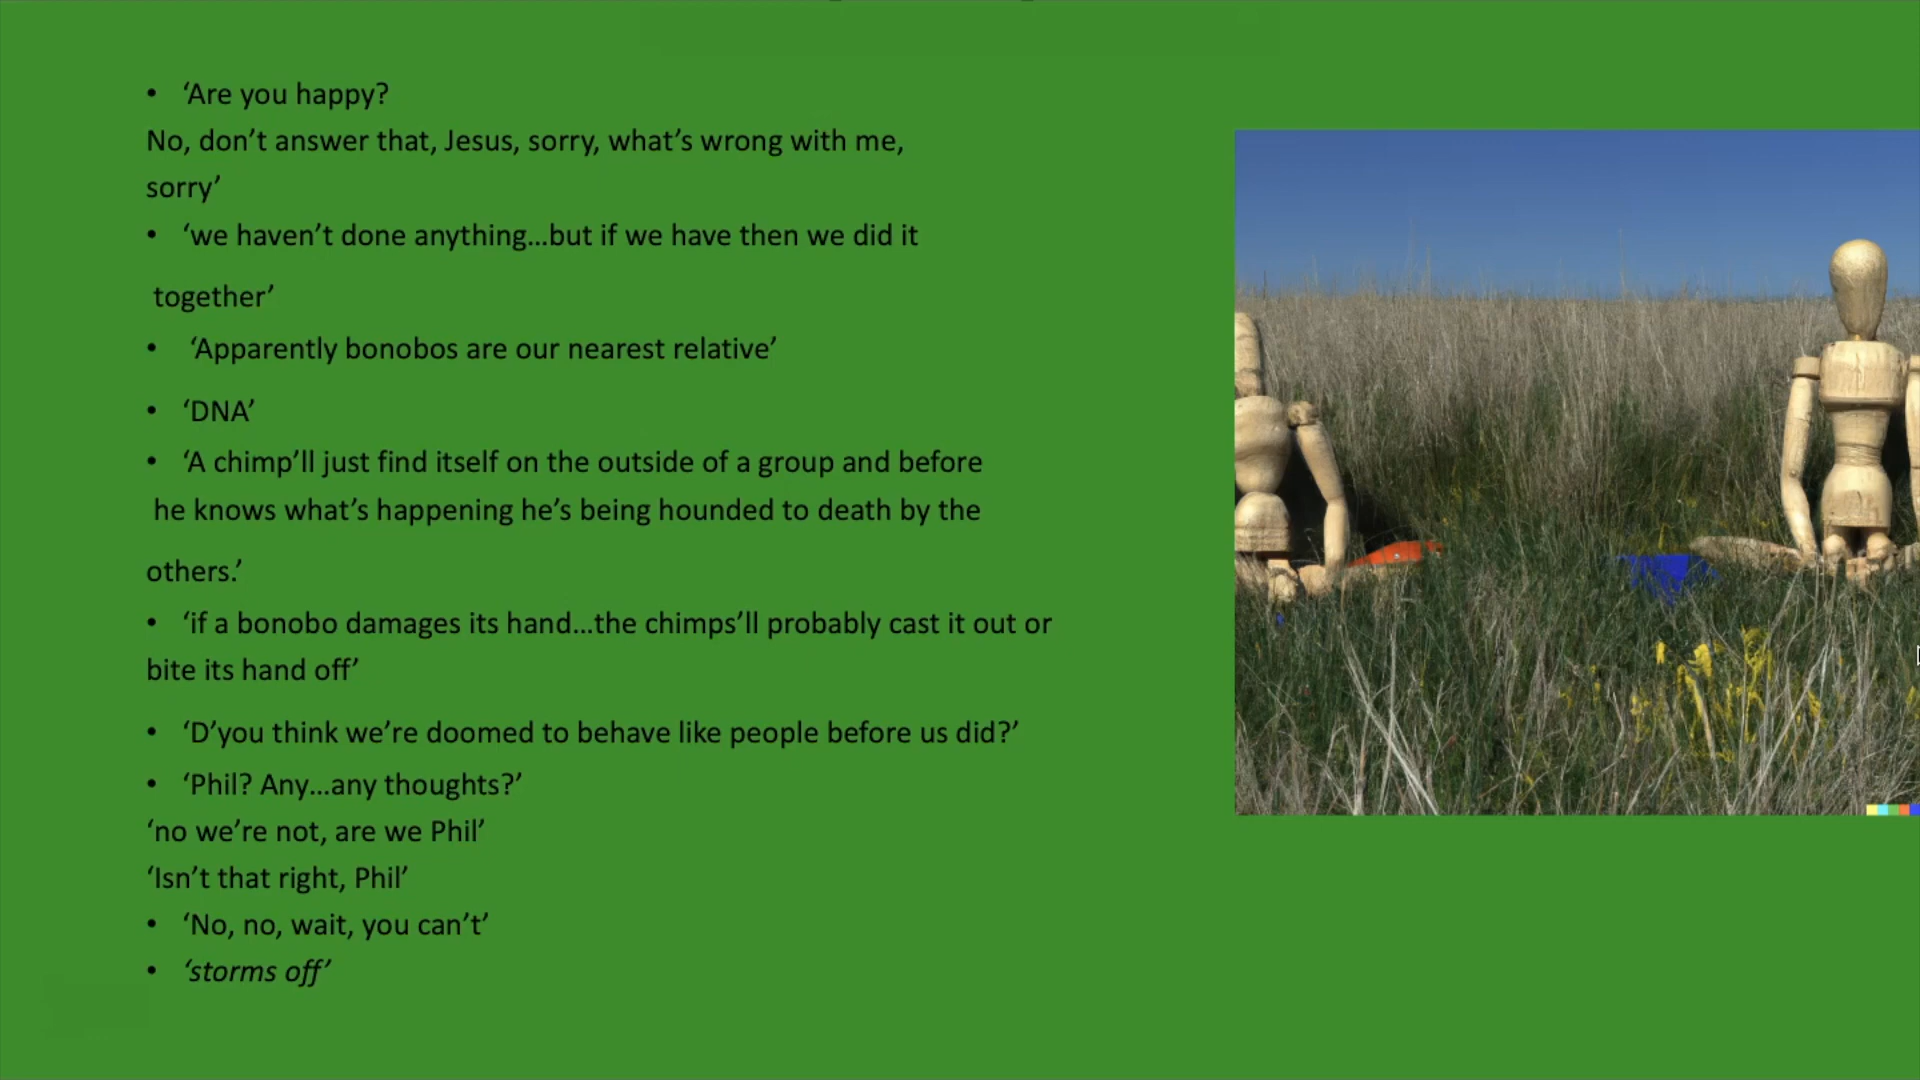 • ‘Are you happy?
No, don’t answer that, Jesus, sorry, what’s wrong with me,
sorry’
• ‘we haven’t done anything...but if we have then we did it
together’
• ‘Apparently bonobos are our nearest relative’
• ‘DNA’
• ‘A chimp’ll just find itself on the outside of a group and before
he knows what’s happening he’s being hounded to death by the
others.’
• ‘if a bonobo damages its hand...the chimps’ll probably cast it out or
bite its hand off’
• ‘D’you think we’re doomed to behave like people before us did?’
• ‘Phil? Any...any thoughts?’
‘no we’re not, are we Phil’
‘Isn’t that right, Phil’
• ‘No, no, wait, you can’t’
• ‘storms off’